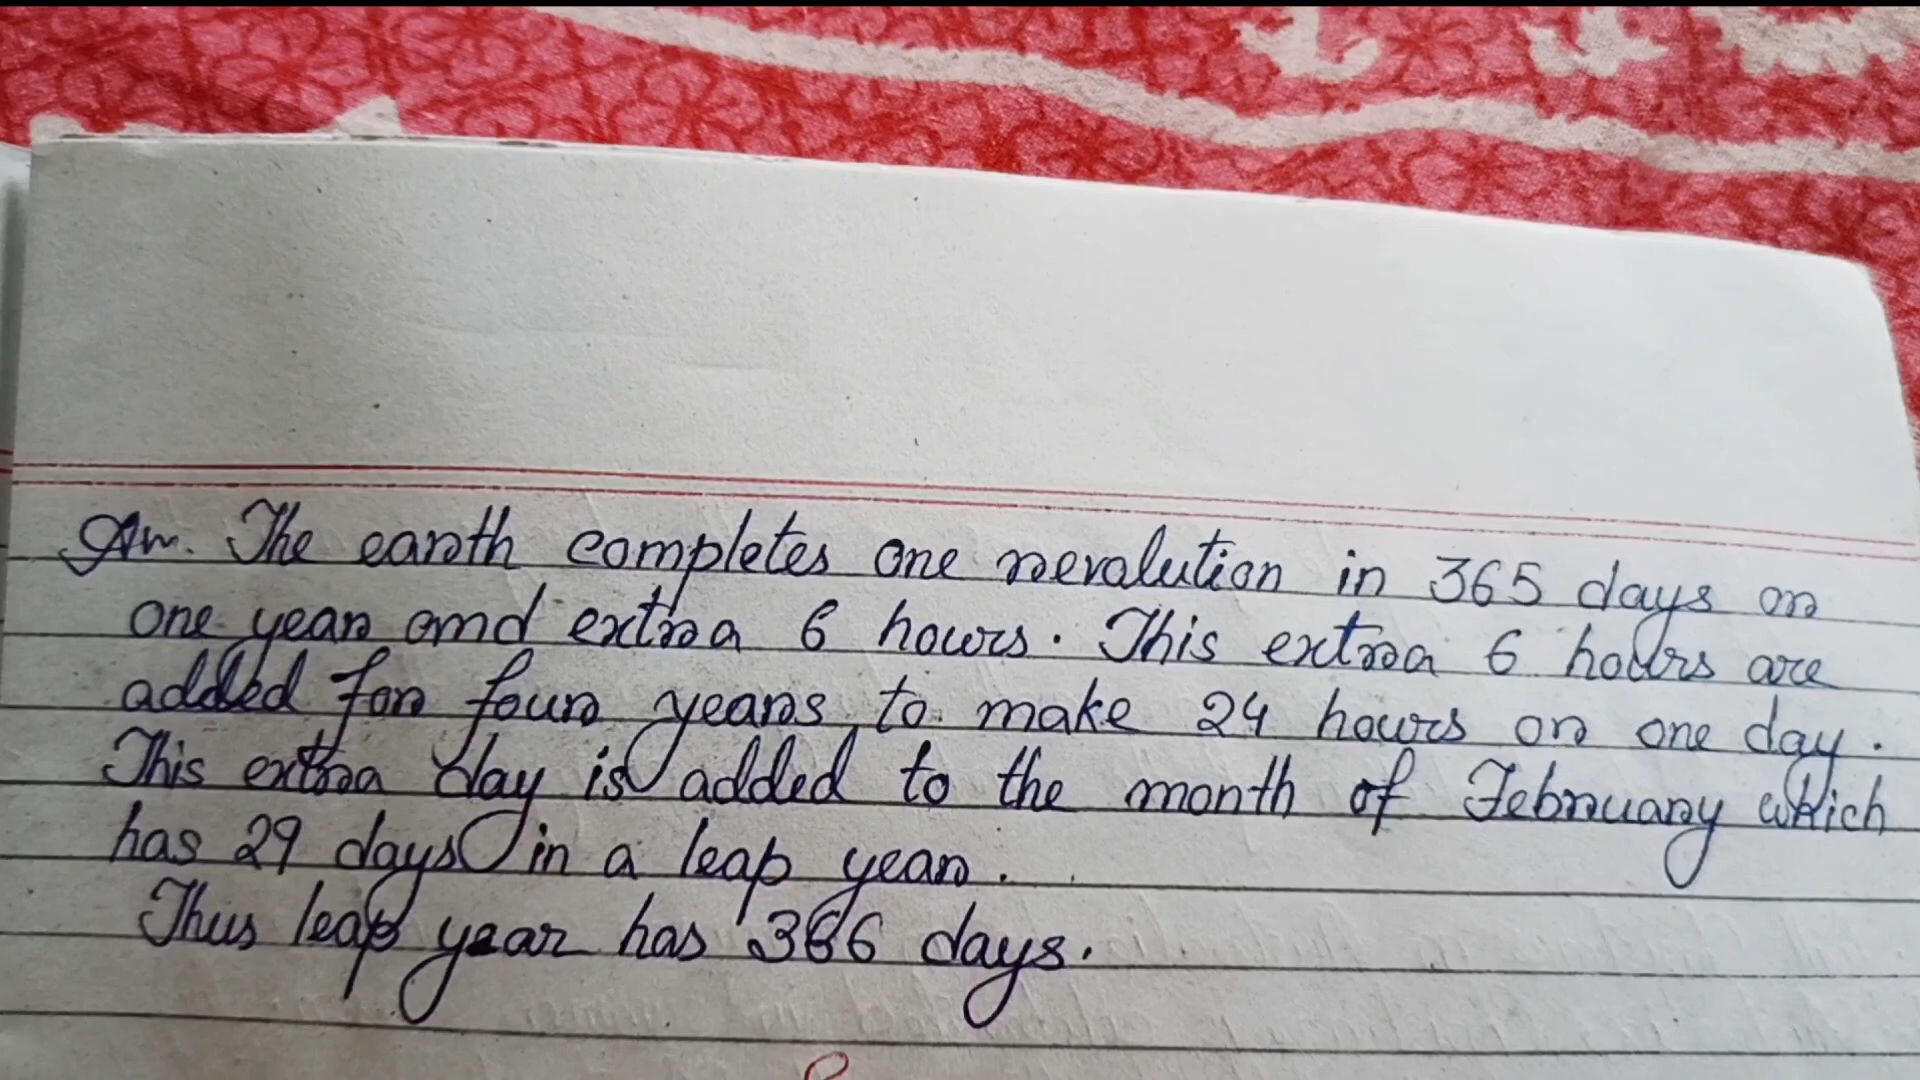 Ans. The earth completes one revolution in 365 days or
one year and extra 6 hours. This extra 6 hours are
added for four years to make 24 hours or one day.
This extra day is added to the month of February which
has 29 days in a leap year.
Thus leap year has 366 days.